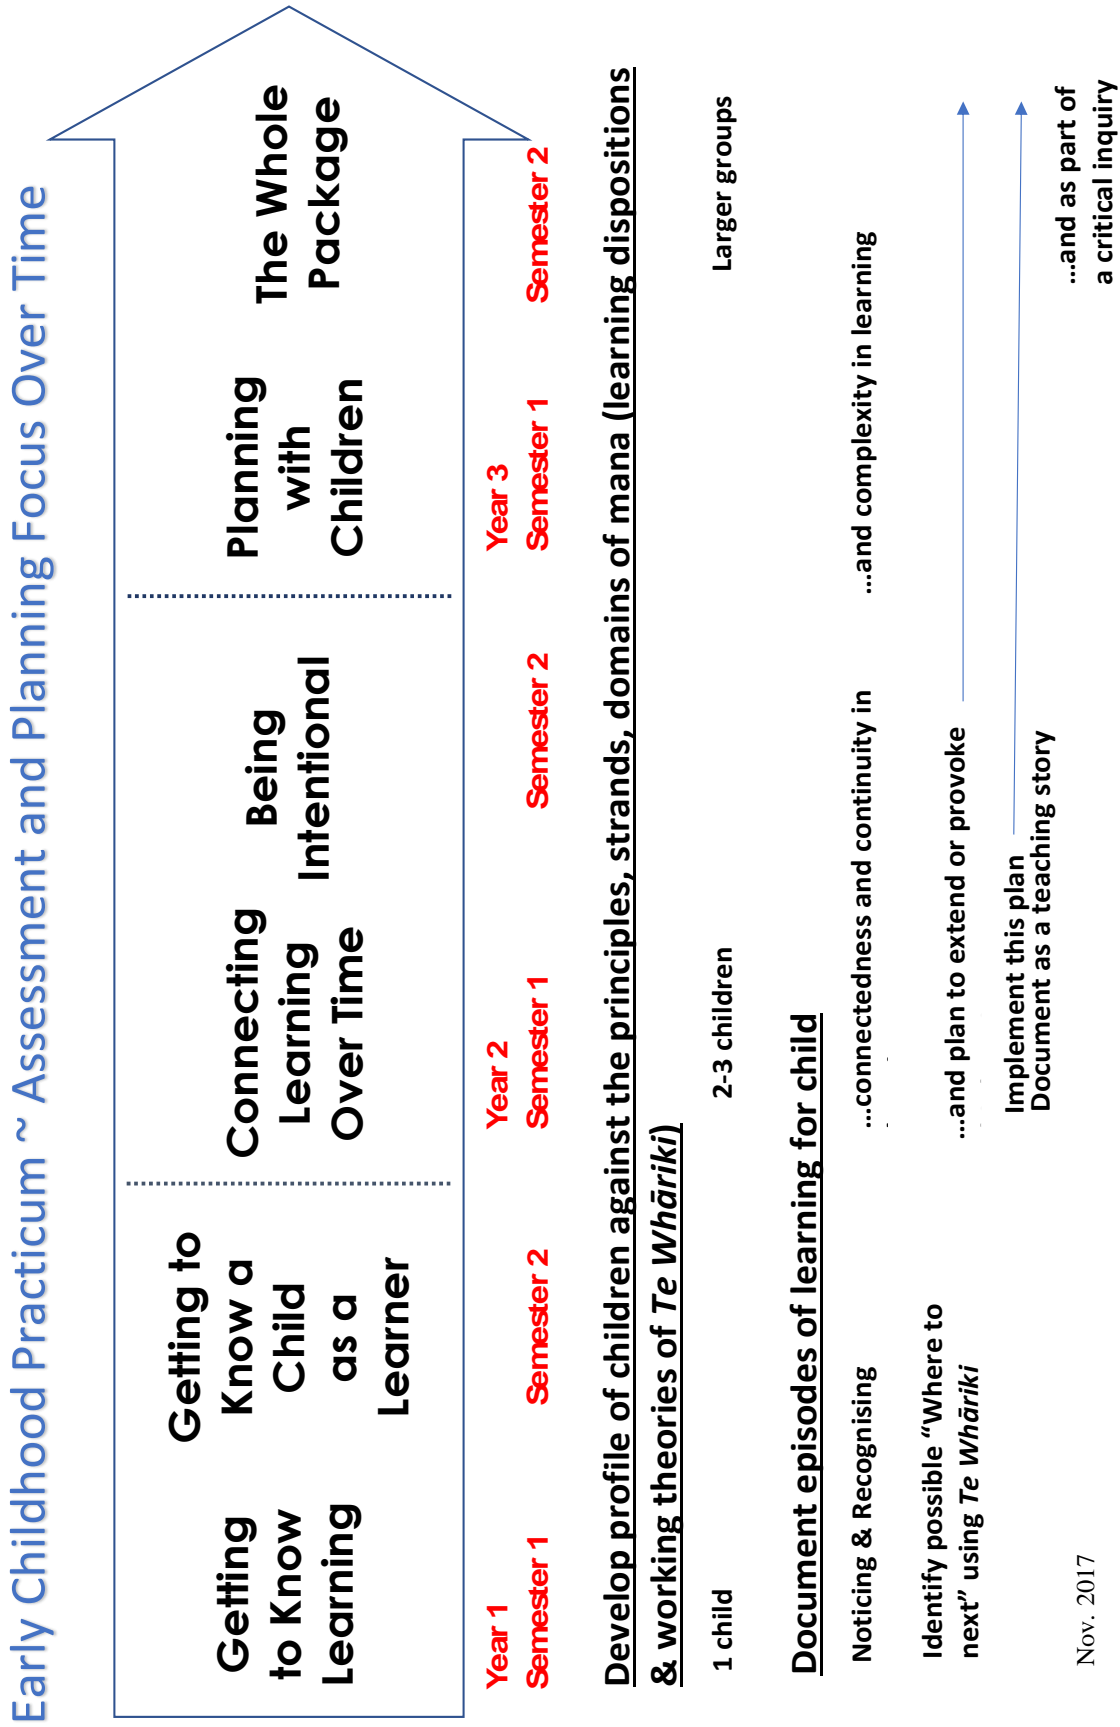 Early Childhood Practicum ~ Assessment and Planning Focus Over Time
Getting
to Know
Learning
Getting to
Know a
Child
as a
Learner
Connecting
Learning
Over Time
Being
Intentional
Planning
with
Children
The Whole
Package
Year 1
Semester 1
Semester 2
Year 2
Semester 1
Semester 2
Year 3
Semester 1
Semester 2
Develop profile of children against the principles, strands, domains of mana (learning dispositions
& working theories of Te Whāriki)
1 child
2-3 children
Larger groups
Document episodes of learning for child
Noticing & Recognising
...connectedness and continuity in
...and complexity in learning
Identify possible “Where to
next” using Te Whāriki
...and plan to extend or provoke
Implement this plan
Document as a teaching story
...and as part of
a critical inquiry
Nov. 2017